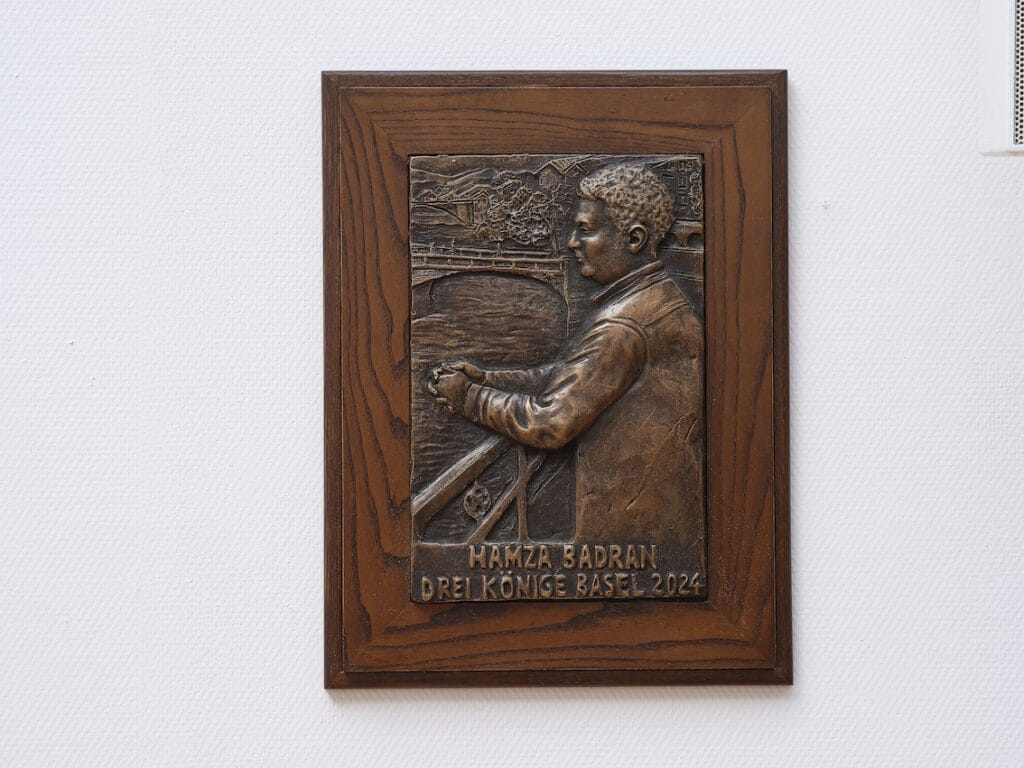 HAMZA BADRAN
DREI KÖNIGE BASEL 2024